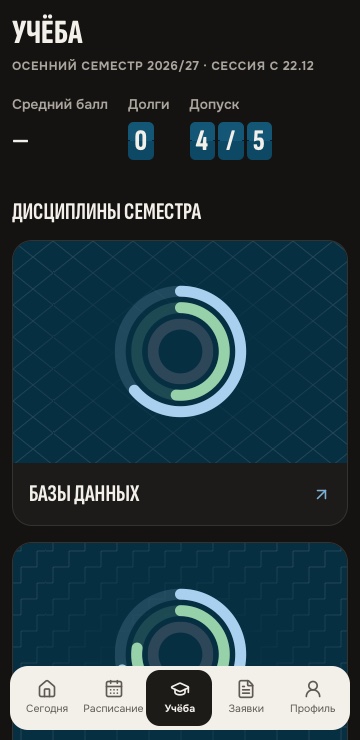 УЧЁБА
ОСЕННИЙ СЕМЕСТР 2026/27 · СЕССИЯ С 22.12
Средний балл Долги Допуск
— 0 4/5
ДИСЦИПЛИНЫ СЕМЕСТРА
БАЗЫ ДАННЫХ
Сегодня Расписание Учёба Заявки Профиль